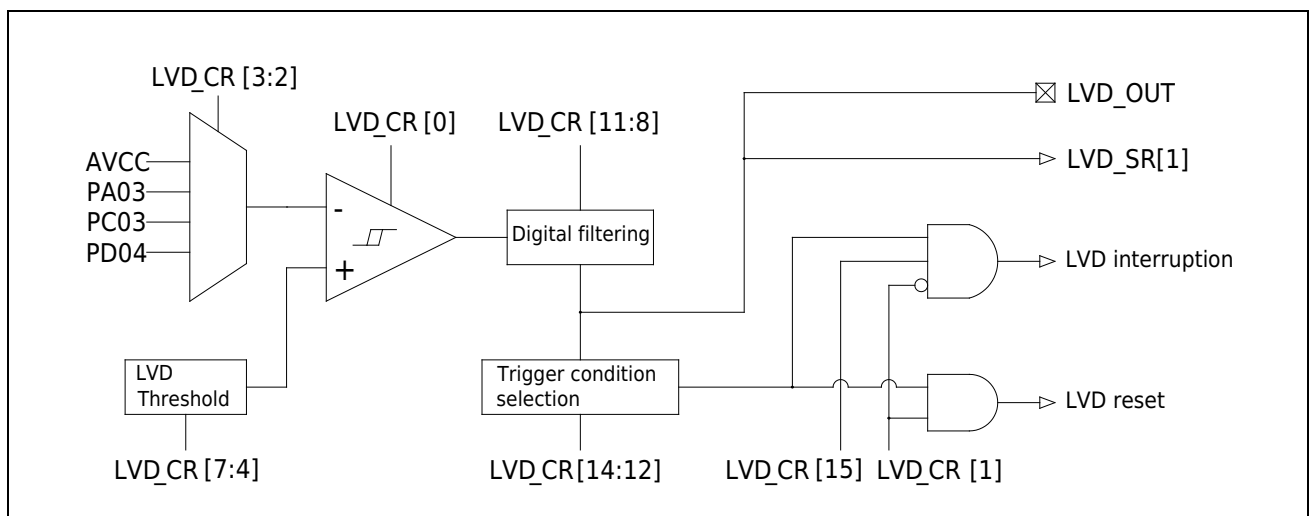 LVD_CR [3:2]
LVD_CR [0]
LVD_CR [11:8]
LVD_OUT
LVD_SR[1]
AVCC
PA03
PC03
PD04
-
+
Digital filtering
LVD interruption
LVD
Threshold
Trigger condition
selection
LVD reset
LVD_CR [7:4]
LVD_CR[14:12]
LVD_CR [15]
LVD_CR [1]